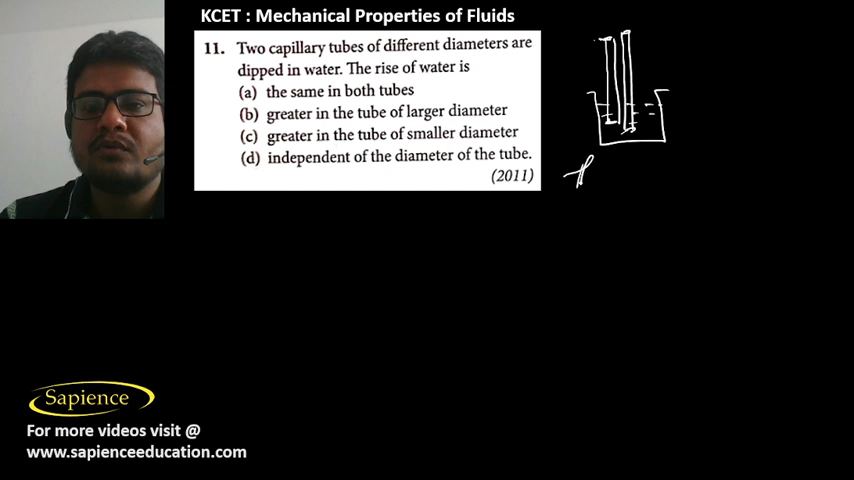 KCET : Mechanical Properties of Fluids
11. Two capillary tubes of different diameters are
dipped in water. The rise of water is
(a) the same in both tubes
(b) greater in the tube of larger diameter
(c) greater in the tube of smaller diameter
(d) independent of the diameter of the tube.
(2011)
Sapience
For more videos visit @
www.sapienceeducation.com